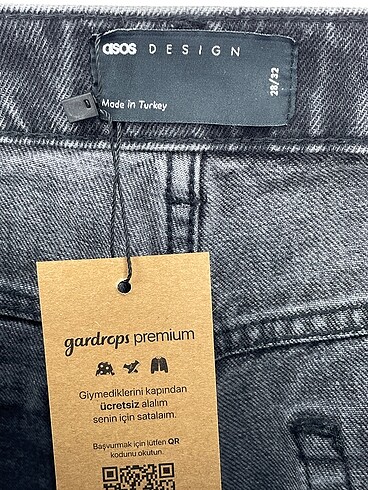 asos DESIGN
Made in Turkey
28/32
gardrops premium
Giymediklerini kapından
ücretsiz alalım
senin için satalaım.
Başvurmak için lütfen QR
kodunu okutun.